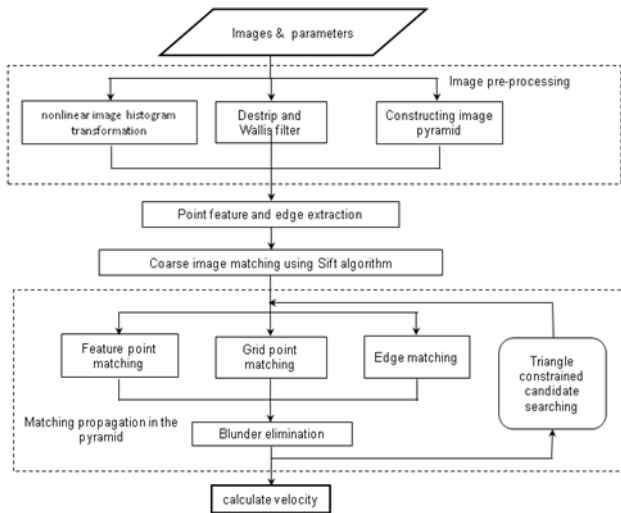 Images & parameters
Image pre-processing
nonlinear image histogram
transformation
Destrip and
Wallis filter
Constructing image
pyramid
Point feature and edge extraction
Coarse image matching using Sift algorithm
Feature point
matching
Grid point
matching
Edge matching
Triangle
constrained
candidate
searching
Matching propagation in the
pyramid
Blunder elimination
calculate velocity